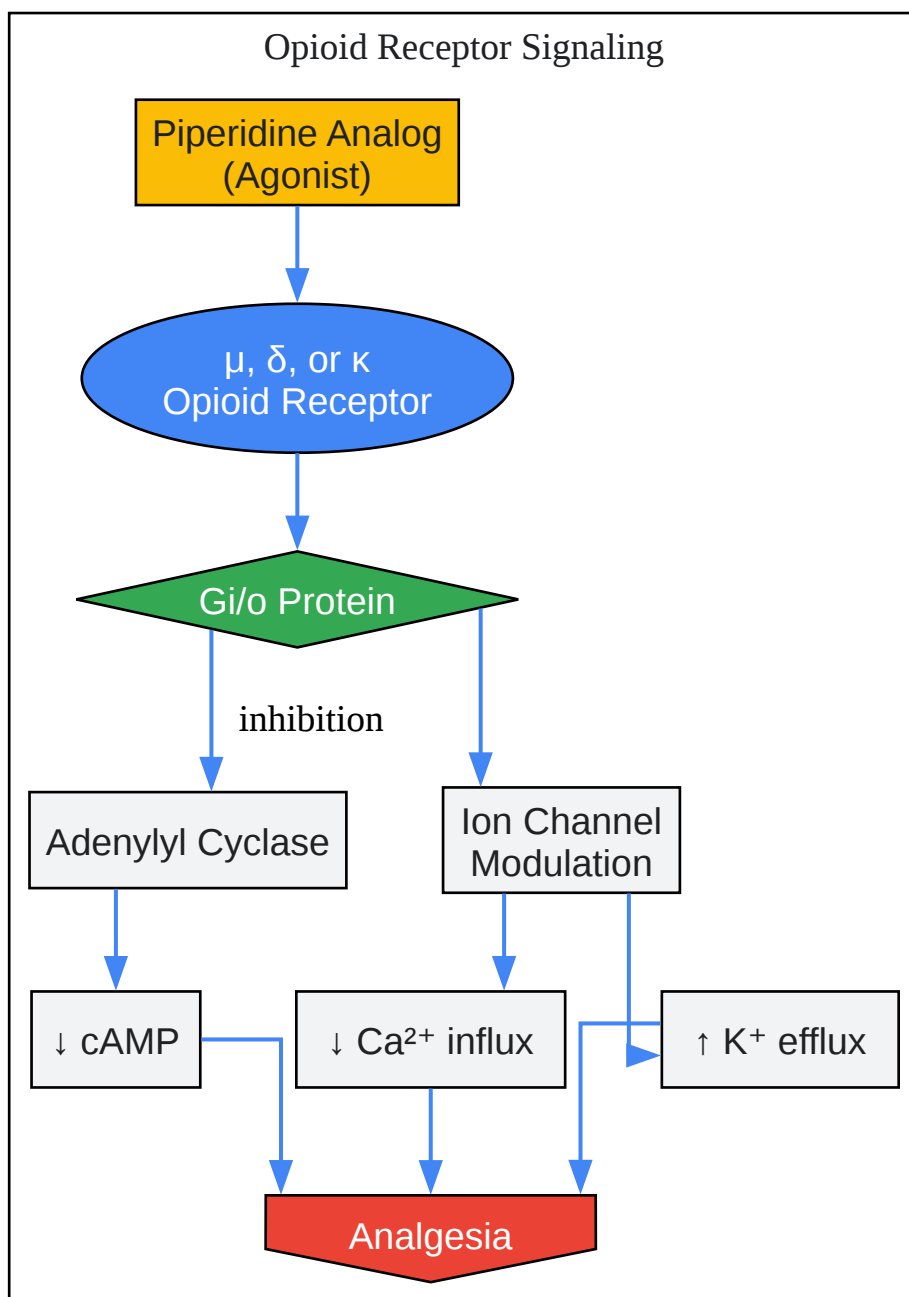 Opioid Receptor Signaling
Piperidine Analog
(Agonist)
μ, δ, or κ
Opioid Receptor
Gi/o Protein
inhibition
Adenylyl Cyclase
Ion Channel
Modulation
↓ cAMP
↓ Ca²⁺ influx
↑ K⁺ efflux
Analgesia